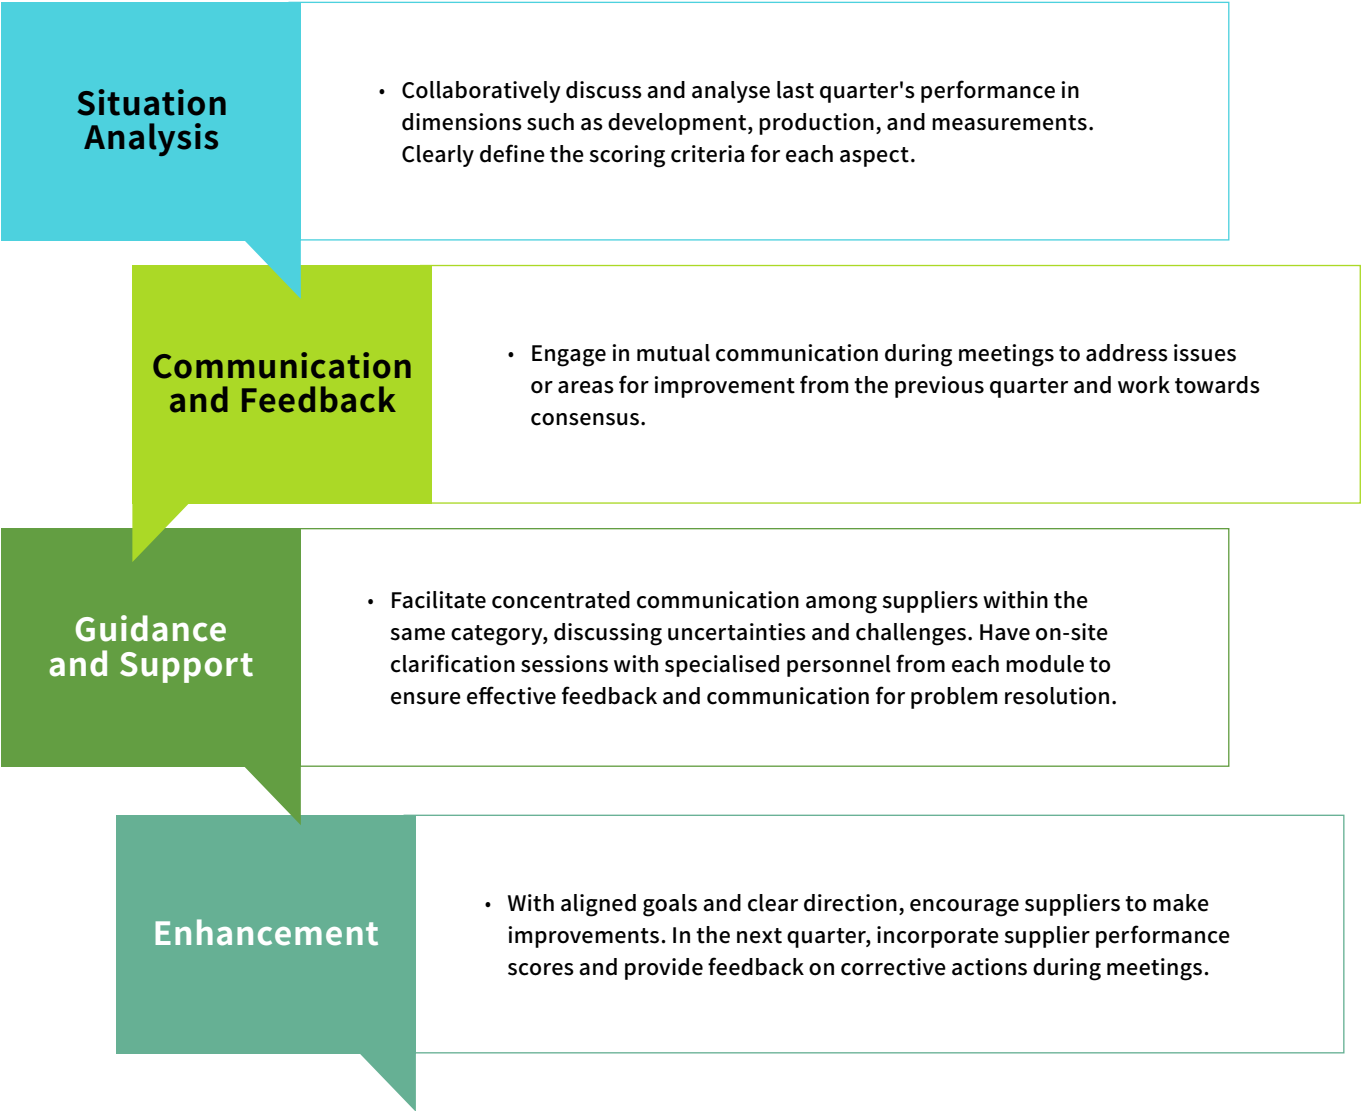 Situation
Analysis
• Collaboratively discuss and analyse last quarter's performance in
dimensions such as development, production, and measurements.
Clearly define the scoring criteria for each aspect.
Communication
and Feedback
• Engage in mutual communication during meetings to address issues
or areas for improvement from the previous quarter and work towards
consensus.
Guidance
and Support
• Facilitate concentrated communication among suppliers within the
same category, discussing uncertainties and challenges. Have on-site
clarification sessions with specialised personnel from each module to
ensure effective feedback and communication for problem resolution.
Enhancement
• With aligned goals and clear direction, encourage suppliers to make
improvements. In the next quarter, incorporate supplier performance
scores and provide feedback on corrective actions during meetings.